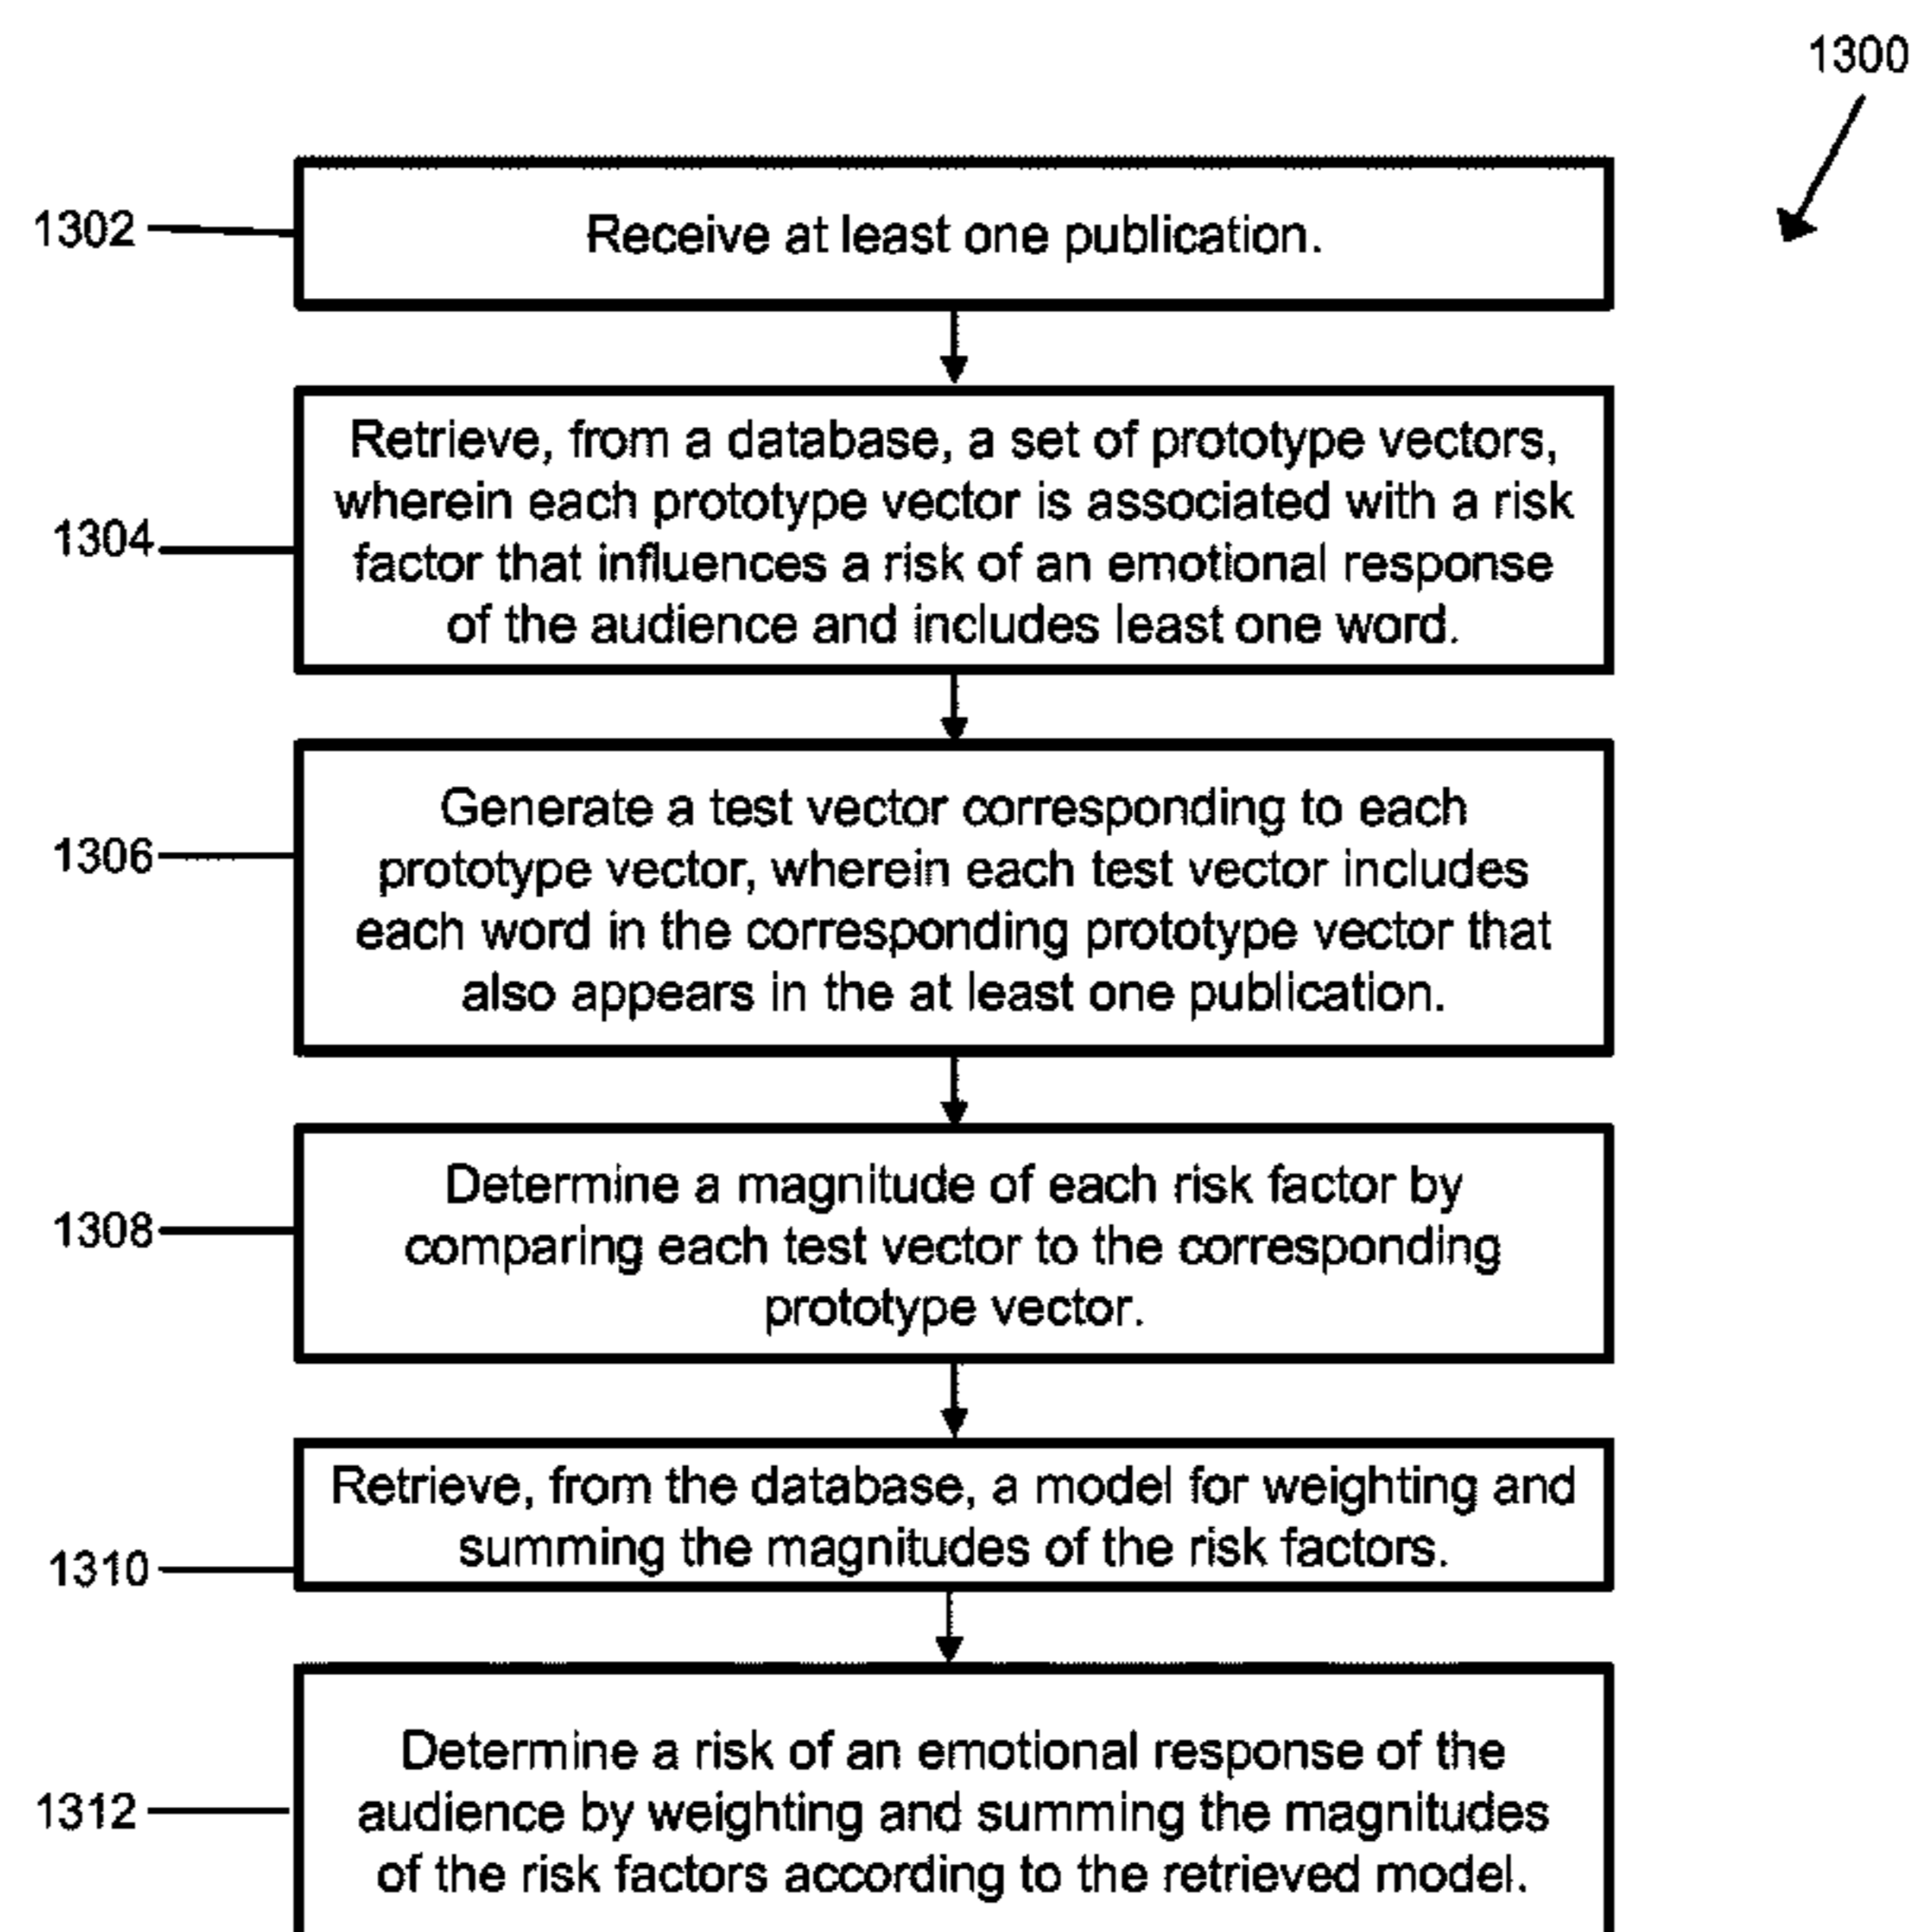 1300
1302
Receive at least one publication.
1304
Retrieve, from a database, a set of prototype vectors,
wherein each prototype vector is associated with a risk
factor that influences a risk of an emotional response
of the audience and includes least one word.
1306
Generate a test vector corresponding to each
prototype vector, wherein each test vector includes
each word in the corresponding prototype vector that
also appears in the at least one publication.
1308
Determine a magnitude of each risk factor by
comparing each test vector to the corresponding
prototype vector.
1310
Retrieve, from the database, a model for weighting and
summing the magnitudes of the risk factors.
1312
Determine a risk of an emotional response of the
audience by weighting and summing the magnitudes
of the risk factors according to the retrieved model.